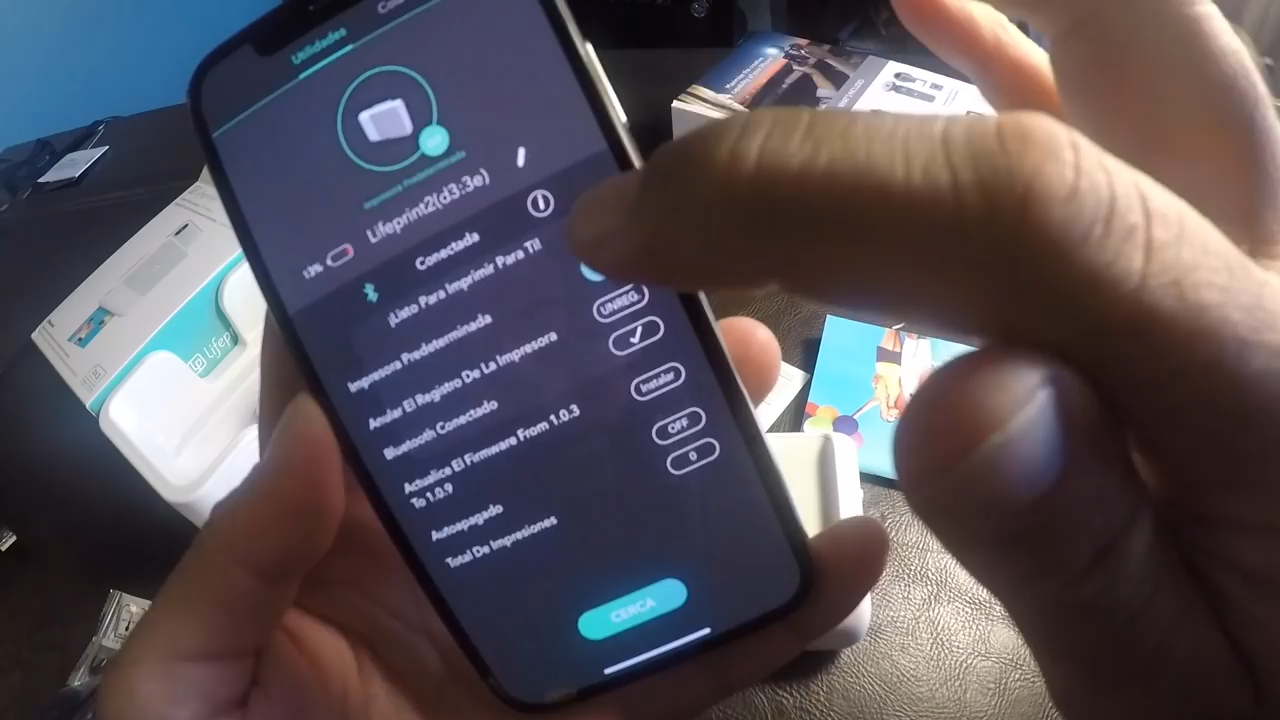 Utilidades
Impresora Predeterminada
Lifeprint2(d3:3e)
13%
Conectada
¡Listo Para Imprimir Para Ti!
Impresora Predeterminada
Anular El Registro De La Impresora
UNREG.
Bluetooth Conectado
Actualice El Firmware From 1.0.3
To 1.0.9
Instalar
Autoapagado
OFF
Total De Impresiones
0
CERCA
Lifep